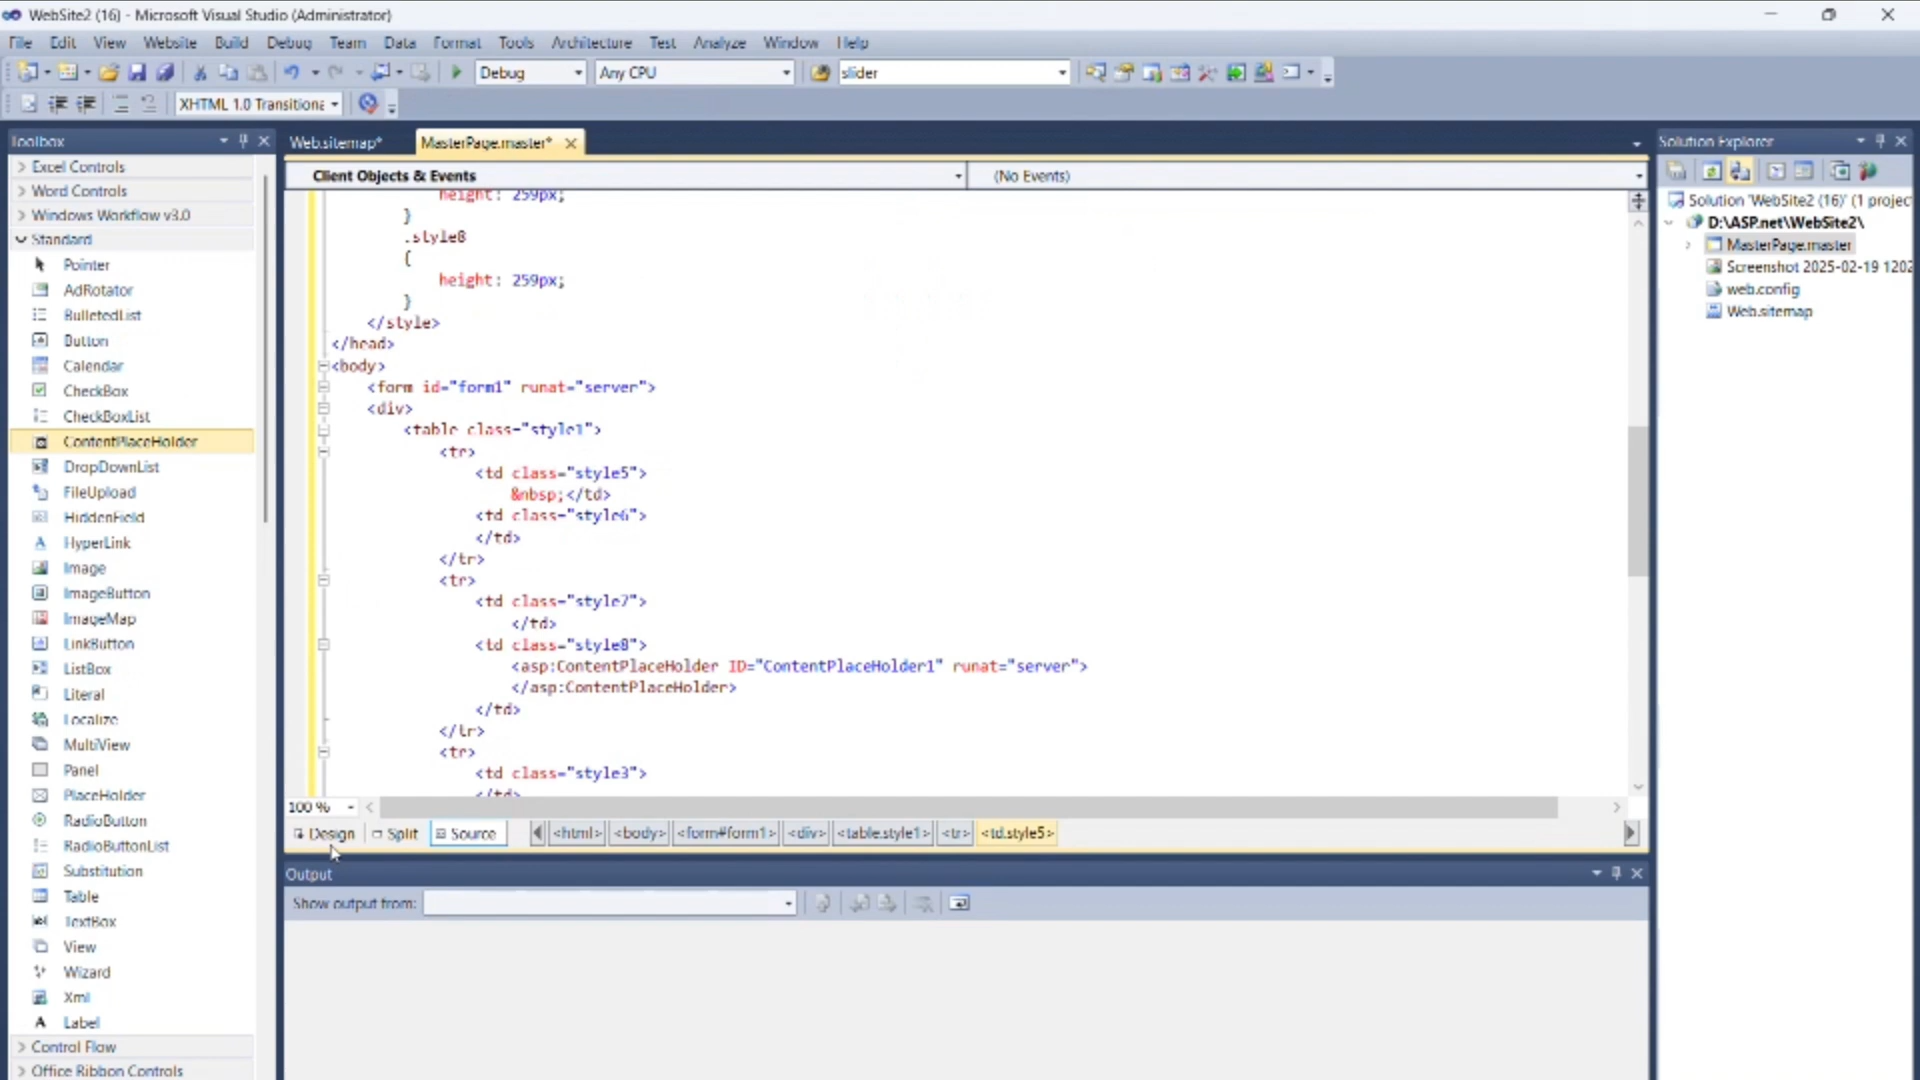 WebSite2 (16) - Microsoft Visual Studio (Administrator)
File Edit View Website Build Debug Team Data Format Tools Architecture Test Analyze Window Help
Debug Any CPU slider
XHTML 1.0 Transitiona
Toolbox
Excel Controls
Word Controls
Windows Workflow v3.0
Standard
Pointer
AdRotator
BulletedList
Button
Calendar
CheckBox
CheckBoxList
ContentPlaceHolder
DropDownList
FileUpload
HiddenField
HyperLink
Image
ImageButton
ImageMap
LinkButton
ListBox
Literal
Localize
MultiView
Panel
PlaceHolder
RadioButton
RadioButtonList
Substitution
Table
TextBox
View
Wizard
Xml
Label
Control Flow
Office Ribbon Controls
Web.sitemap* MasterPage.master*
Client Objects & Events (No Events)
height: 259px;
}
.style8
{
height: 259px;
}
</style>
</head>
<body>
<form id="form1" runat="server">
<div>
<table class="style1">
<tr>
<td class="style5">
&nbsp;</td>
<td class="style6">
</td>
</tr>
<tr>
<td class="style7">
</td>
<td class="style8">
<asp:ContentPlaceHolder ID="ContentPlaceHolder1" runat="server">
</asp:ContentPlaceHolder>
</td>
</tr>
<tr>
<td class="style3">
</td>
100 %
Design Split Source <html> <body> <form#form1> <div> <table.style1> <tr> <td.style5>
Output
Show output from:
Solution Explorer
Solution 'WebSite2 (16)' (1 projec
D:\ASP.net\WebSite2\
MasterPage.master
Screenshot 2025-02-19 1202
web.config
Web.sitemap